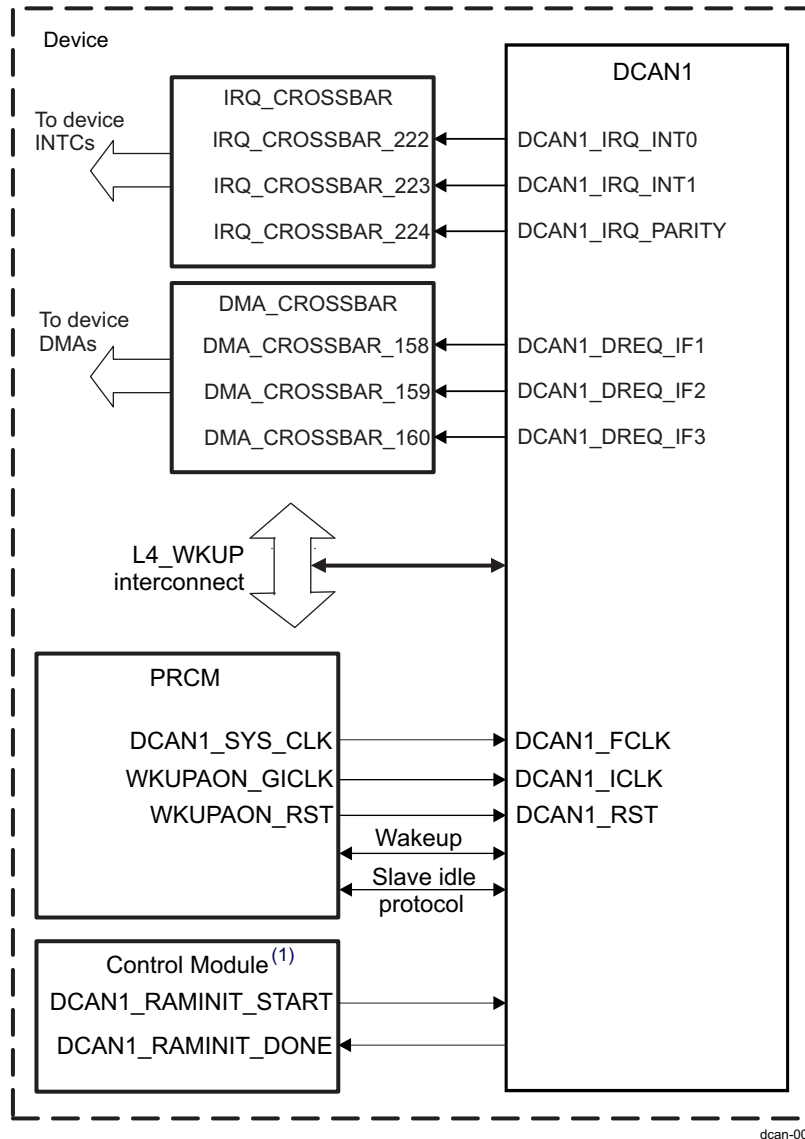 Device
DCAN1
IRQ_CROSSBAR
To device
INTCs
IRQ_CROSSBAR_222
DCAN1_IRQ_INT0
IRQ_CROSSBAR_223
DCAN1_IRQ_INT1
IRQ_CROSSBAR_224
DCAN1_IRQ_PARITY
DMA_CROSSBAR
To device
DMAs
DMA_CROSSBAR_158
DCAN1_DREQ_IF1
DMA_CROSSBAR_159
DCAN1_DREQ_IF2
DMA_CROSSBAR_160
DCAN1_DREQ_IF3
L4_WKUP
interconnect
PRCM
DCAN1_SYS_CLK
DCAN1_FCLK
WKUPAON_GICLK
DCAN1_ICLK
WKUPAON_RST
DCAN1_RST
Wakeup
Slave idle
protocol
Control Module(1)
DCAN1_RAMINIT_START
DCAN1_RAMINIT_DONE